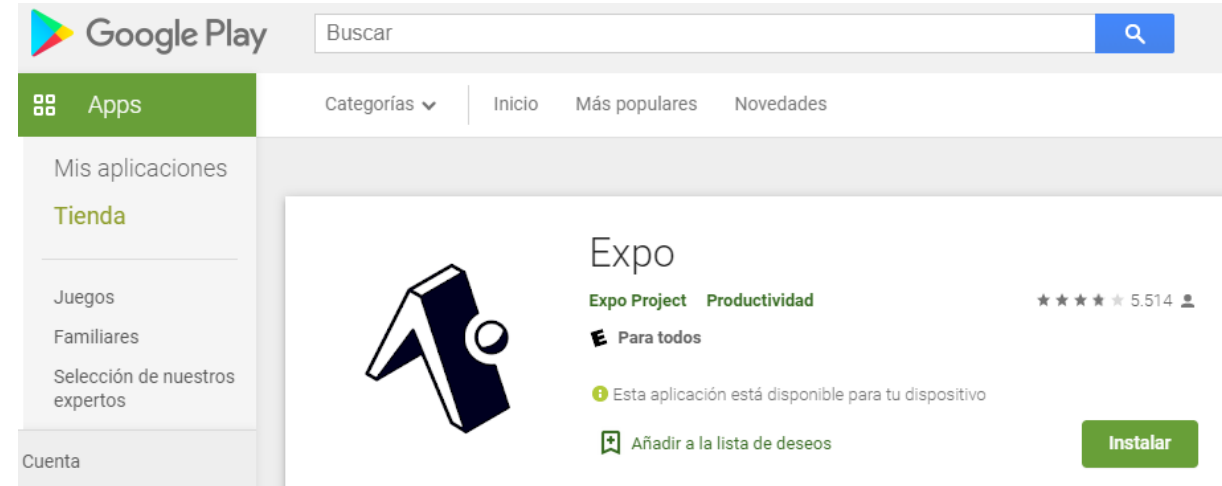 Google Play
Buscar
Apps
Categorías
Inicio
Más populares
Novedades
Mis aplicaciones
Tienda
Juegos
Familiares
Selección de nuestros
expertos
Cuenta
Expo
Expo Project Productividad
5.514
E Para todos
Esta aplicación está disponible para tu dispositivo
Añadir a la lista de deseos
Instalar